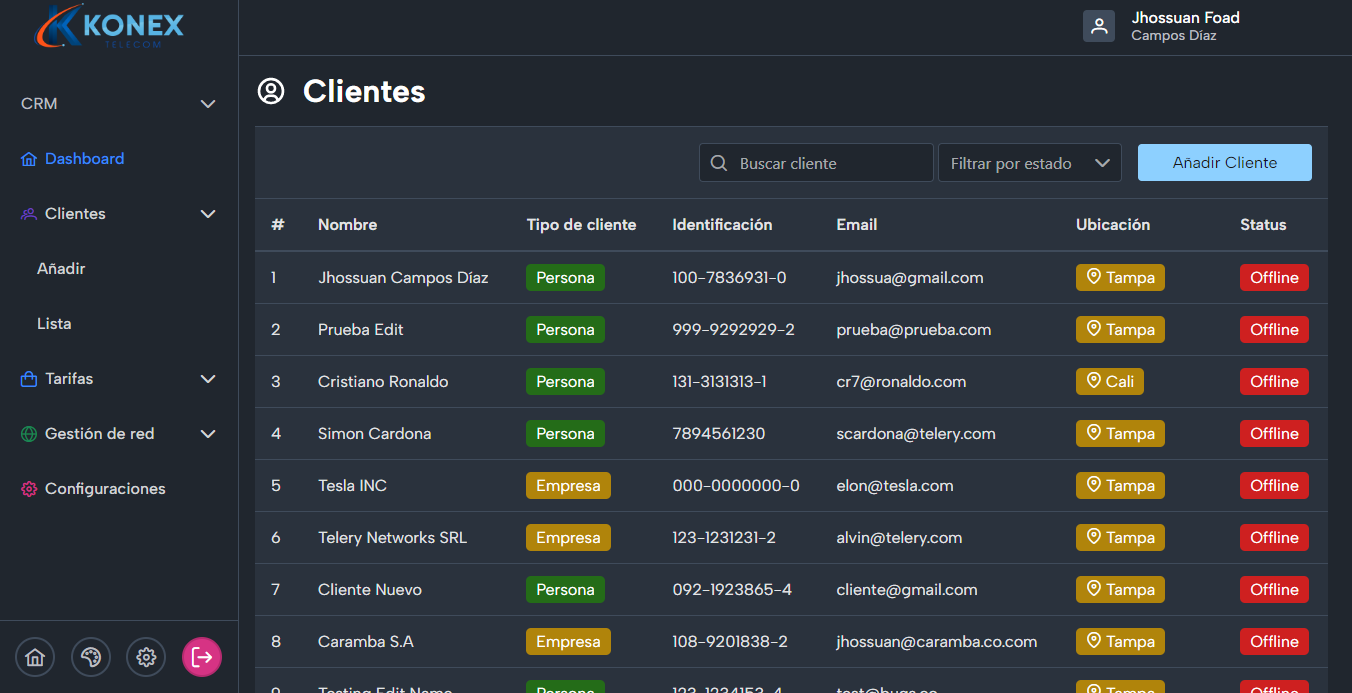 KONEX
TELECOM
Jhossuan Foad
Campos Díaz
CRM
Dashboard
Clientes
Añadir
Lista
Tarifas
Gestión de red
Configuraciones
Clientes
Buscar cliente Filtrar por estado Añadir Cliente
# Nombre Tipo de cliente Identificación Email Ubicación Status
1 Jhossuan Campos Díaz Persona 100-7836931-0 jhossua@gmail.com Tampa Offline
2 Prueba Edit Persona 999-9292929-2 prueba@prueba.com Tampa Offline
3 Cristiano Ronaldo Persona 131-3131313-1 cr7@ronaldo.com Cali Offline
4 Simon Cardona Persona 7894561230 scardona@telery.com Tampa Offline
5 Tesla INC Empresa 000-0000000-0 elon@tesla.com Tampa Offline
6 Telery Networks SRL Empresa 123-1231231-2 alvin@telery.com Tampa Offline
7 Cliente Nuevo Persona 092-1923865-4 cliente@gmail.com Tampa Offline
8 Caramba S.A Empresa 108-9201838-2 jhossuan@caramba.co.com Tampa Offline
9 Testing Edit Name Persona 123-1234153-4 test@bugs.co Tampa Offline